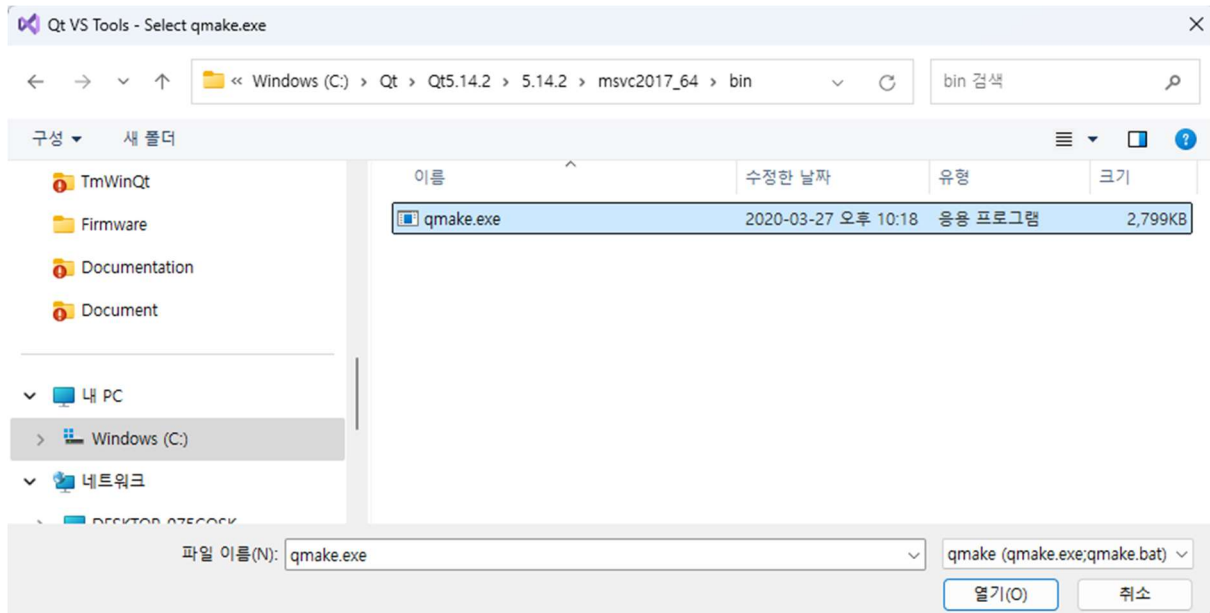 Qt VS Tools - Select qmake.exe
« Windows (C:) › Qt › Qt5.14.2 › 5.14.2 › msvc2017_64 › bin
bin 검색
구성 새 폴더
이름 수정한 날짜 유형 크기
qmake.exe 2020-03-27 오후 10:18 응용 프로그램 2,799KB
TmWinQt
Firmware
Documentation
Document
내 PC
Windows (C:)
네트워크
파일 이름(N): qmake.exe
qmake (qmake.exe;qmake.bat)
열기(O) 취소